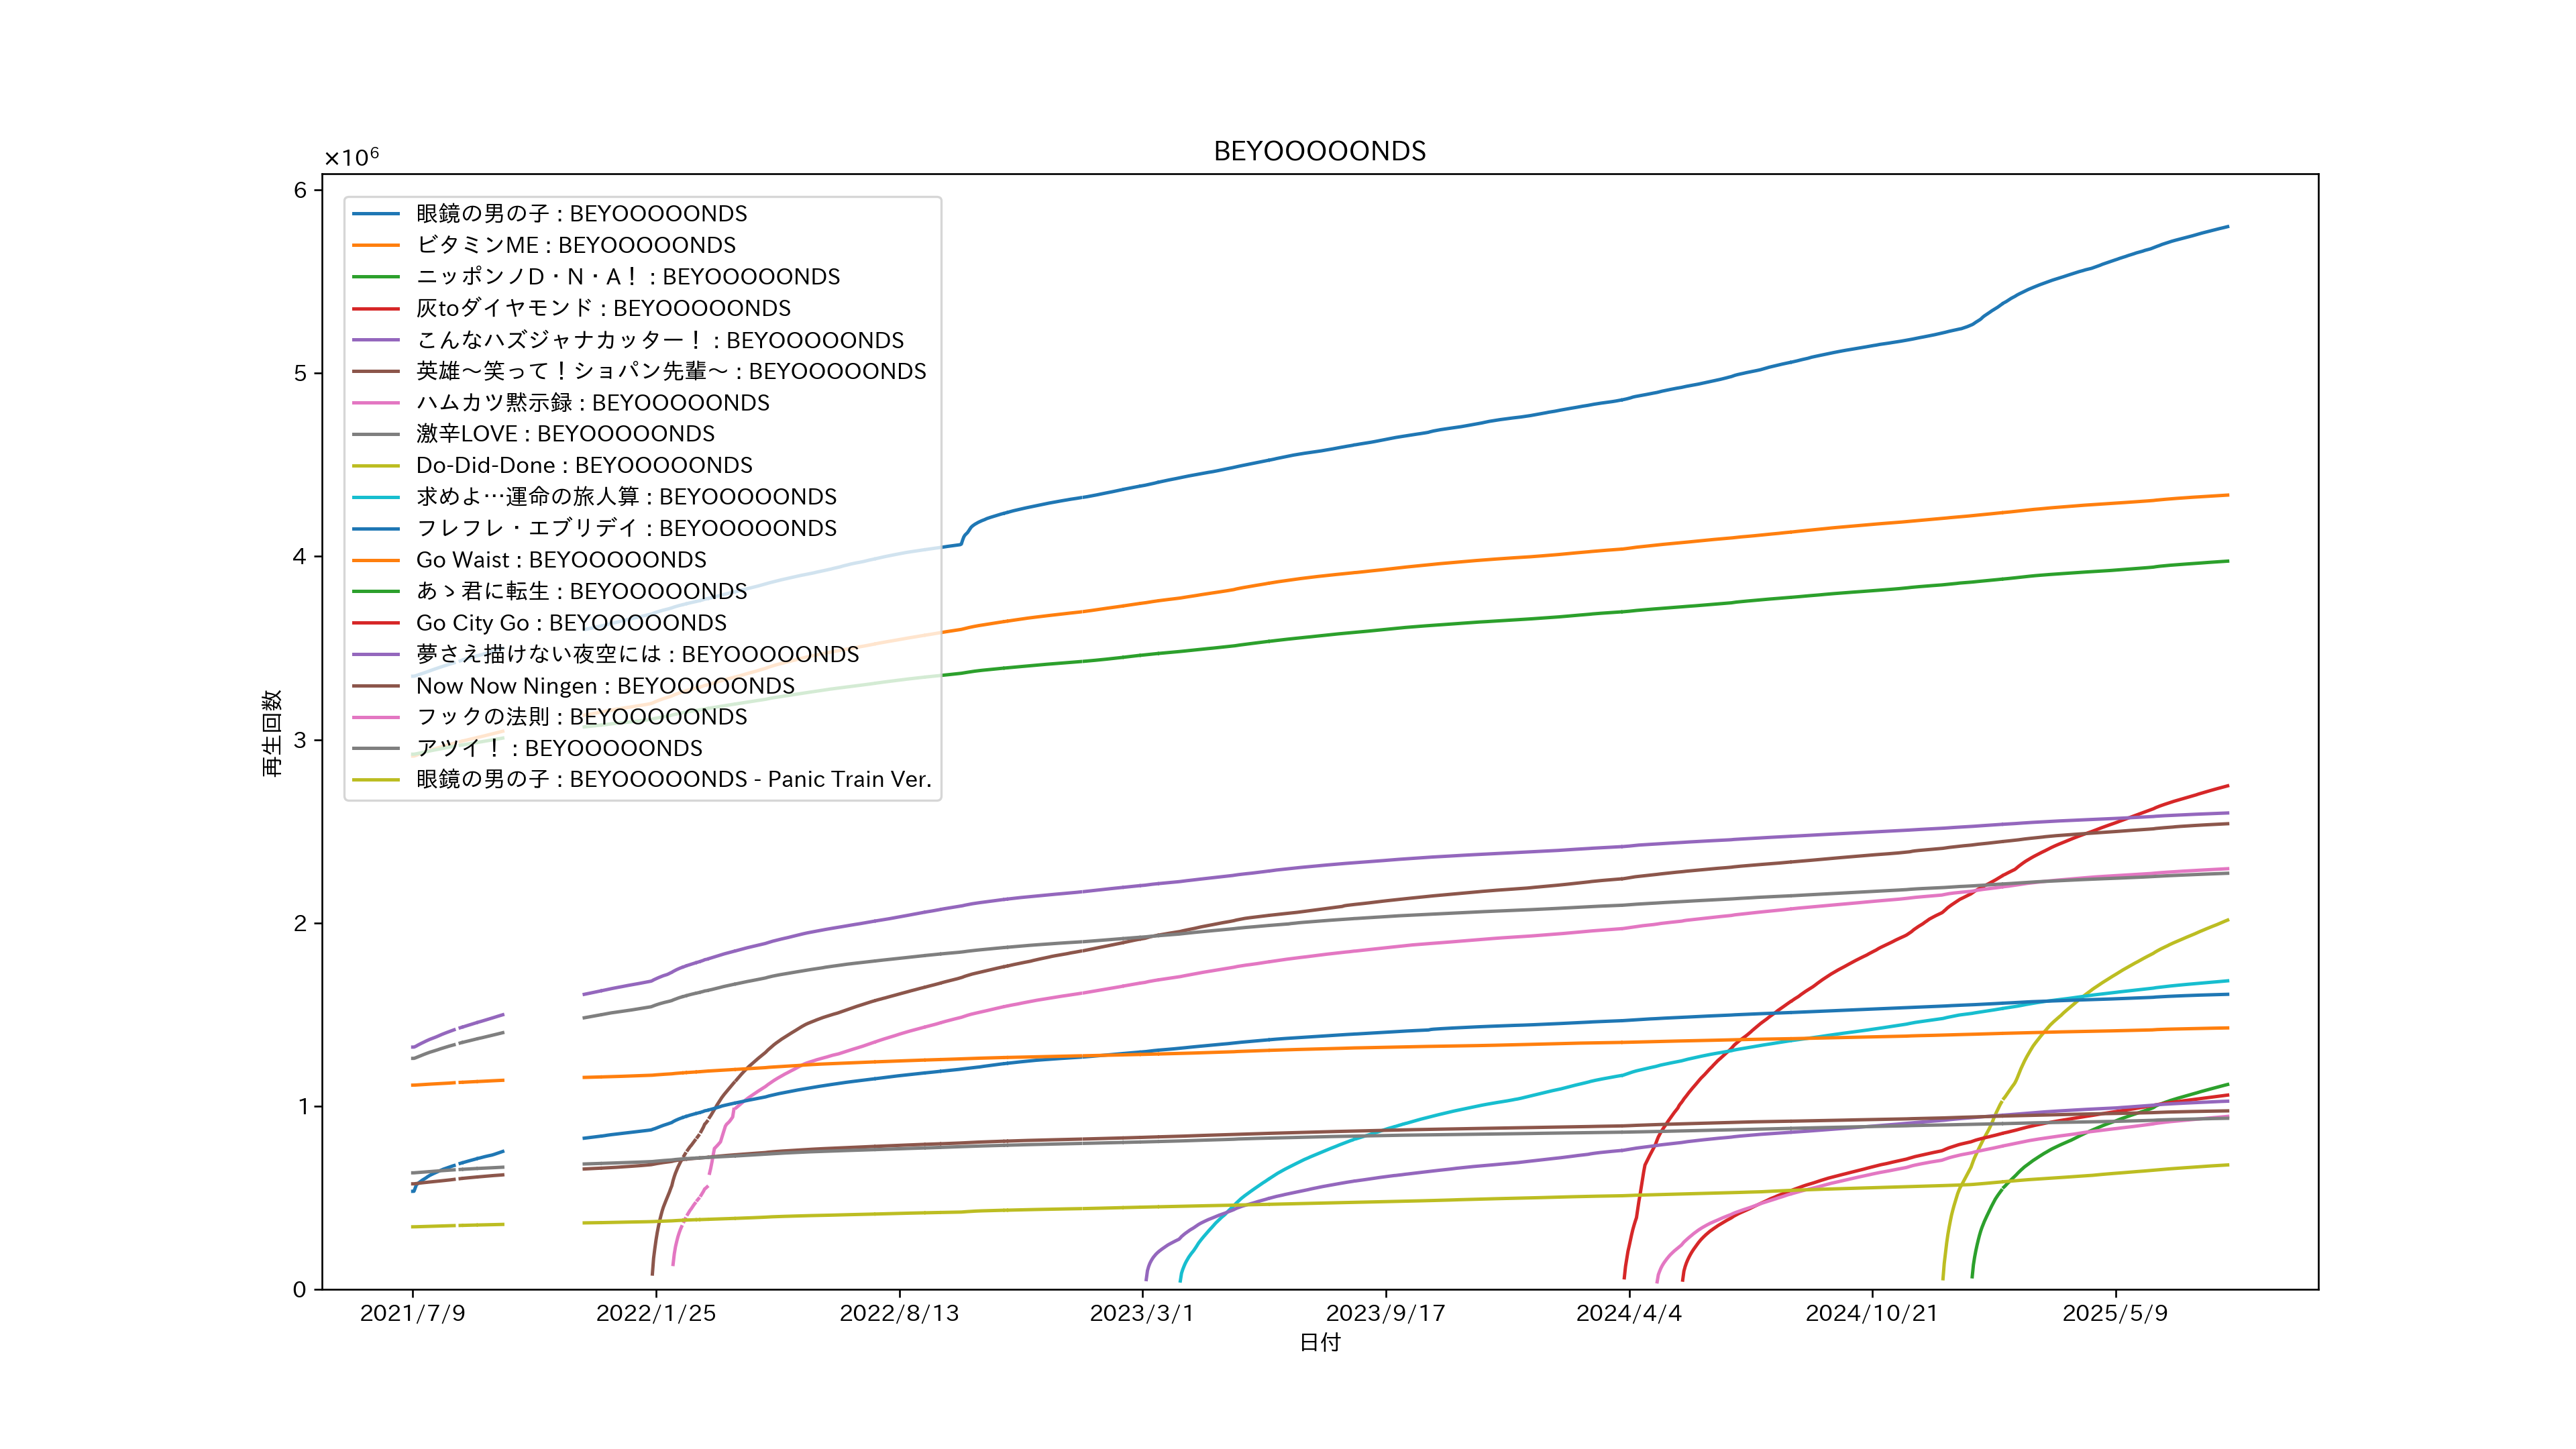 BEYOOOOONDS
×10⁶
6
5
4
3
2
1
0
再生回数
眼鏡の男の子 : BEYOOOOONDS
ビタミンME : BEYOOOOONDS
ニッポンノD・N・A！ : BEYOOOOONDS
灰toダイヤモンド : BEYOOOOONDS
こんなハズジャナカッター！ : BEYOOOOONDS
英雄〜笑って！ショパン先輩〜 : BEYOOOOONDS
ハムカツ黙示録 : BEYOOOOONDS
激辛LOVE : BEYOOOOONDS
Do-Did-Done : BEYOOOOONDS
求めよ…運命の旅人算 : BEYOOOOONDS
フレフレ・エブリデイ : BEYOOOOONDS
Go Waist : BEYOOOOONDS
あゝ君に転生 : BEYOOOOONDS
Go City Go : BEYOOOOONDS
夢さえ描けない夜空には : BEYOOOOONDS
Now Now Ningen : BEYOOOOONDS
フックの法則 : BEYOOOOONDS
アツイ！ : BEYOOOOONDS
眼鏡の男の子 : BEYOOOOONDS - Panic Train Ver.
2021/7/9
2022/1/25
2022/8/13
2023/3/1
2023/9/17
2024/4/4
2024/10/21
2025/5/9
日付